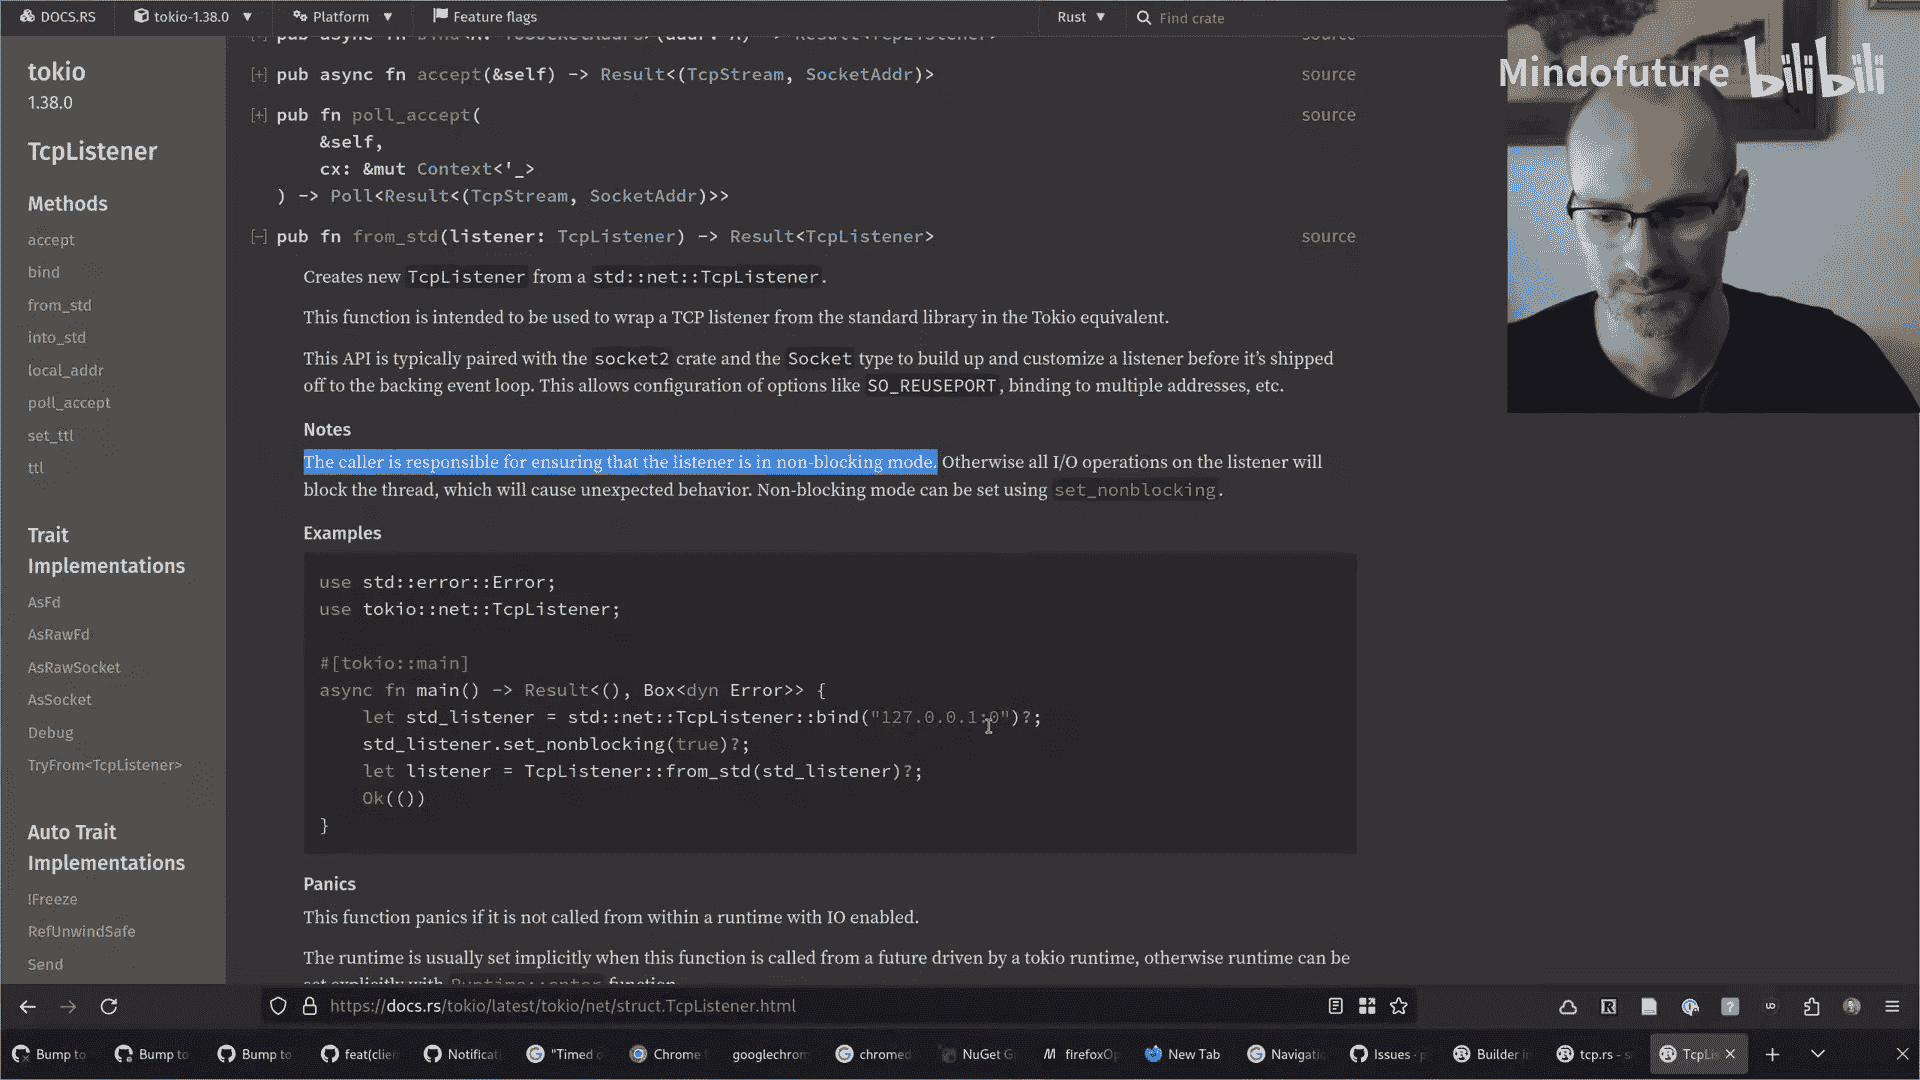 DOCS.RS
tokio-1.38.0
Platform
Feature flags
Rust
Find crate
Mindofuture bilibili
tokio
1.38.0
TcpListener
Methods
accept
bind
from_std
into_std
local_addr
poll_accept
set_ttl
ttl
Trait
Implementations
AsFd
AsRawFd
AsRawSocket
AsSocket
Debug
TryFrom<TcpListener>
Auto Trait
Implementations
!Freeze
RefUnwindSafe
Send
source
[+] pub async fn accept(&self) -> Result<(TcpStream, SocketAddr)>
source
[+] pub fn poll_accept(
source
&self,
cx: &mut Context<'_>
) -> Poll<Result<(TcpStream, SocketAddr)>>
[-] pub fn from_std(listener: TcpListener) -> Result<TcpListener>
source
Creates new TcpListener from a std::net::TcpListener.
This function is intended to be used to wrap a TCP listener from the standard library in the Tokio equivalent.
This API is typically paired with the socket2 crate and the Socket type to build up and customize a listener before it’s shipped
off to the backing event loop. This allows configuration of options like SO_REUSEPORT, binding to multiple addresses, etc.
Notes
The caller is responsible for ensuring that the listener is in non-blocking mode. Otherwise all I/O operations on the listener will
block the thread, which will cause unexpected behavior. Non-blocking mode can be set using set_nonblocking.
Examples
use std::error::Error;
use tokio::net::TcpListener;
#[tokio::main]
async fn main() -> Result<(), Box<dyn Error>> {
let std_listener = std::net::TcpListener::bind("127.0.0.1:0")?;
std_listener.set_nonblocking(true)?;
let listener = TcpListener::from_std(std_listener)?;
Ok(())
}
Panics
This function panics if it is not called from within a runtime with IO enabled.
The runtime is usually set implicitly when this function is called from a future driven by a tokio runtime, otherwise runtime can be
set explicitly with Runtime::enter function.
https://docs.rs/tokio/latest/tokio/net/struct.TcpListener.html
Bump to
Bump to
Bump to
feat(clien
Notificat
"Timed o
Chrome
googlechrom
chromed
NuGet G
firefoxOp
New Tab
Navigati
Issues · p
Builder in
tcp.rs - s
TcpLis